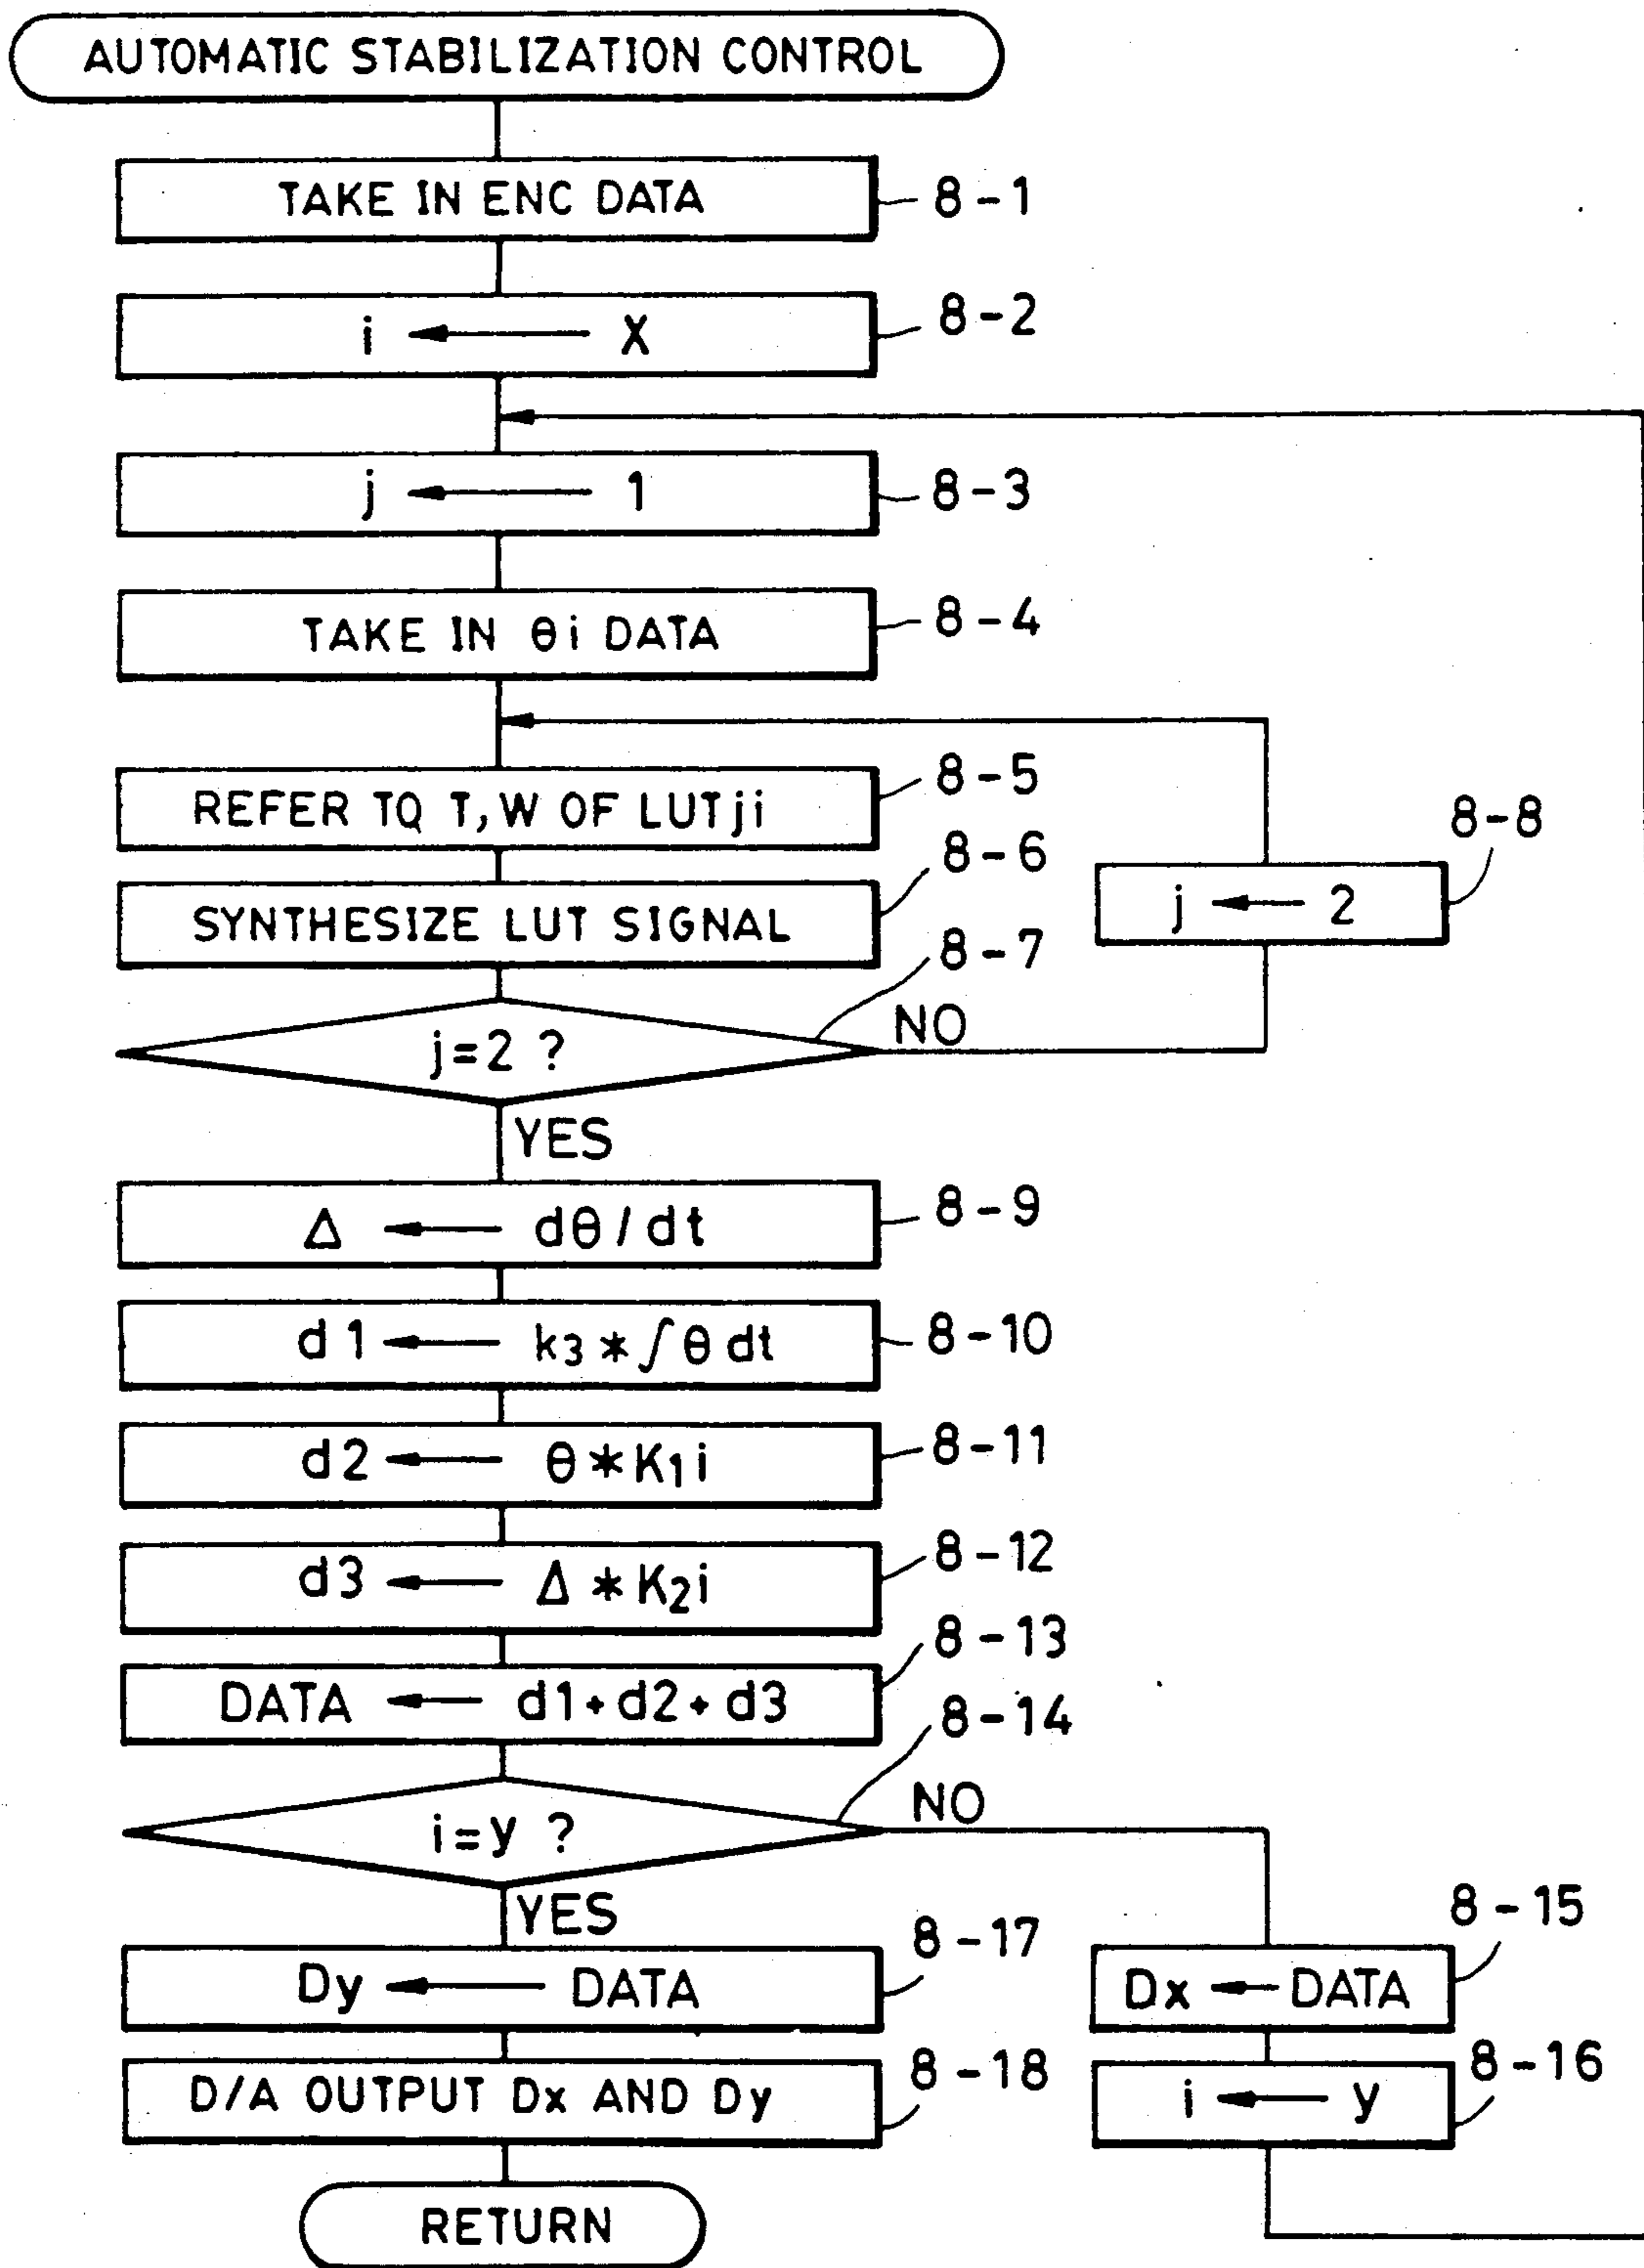 AUTOMATIC STABILIZATION CONTROL
TAKE IN ENC DATA
8-1
i ← X
8-2
j ← 1
8-3
TAKE IN θi DATA
8-4
REFER TQ T,W OF LUTji
8-5
SYNTHESIZE LUT SIGNAL
8-6
j=2 ?
8-7
NO
j ← 2
8-8
YES
Δ ← dθ/dt
8-9
d1 ← k3 * ∫θdt
8-10
d2 ← θ * K1i
8-11
d3 ← Δ * K2i
8-12
DATA ← d1+d2+d3
8-13
i=y ?
8-14
NO
YES
Dx ← DATA
8-15
i ← y
8-16
Dy ← DATA
8-17
D/A OUTPUT Dx AND Dy
8-18
RETURN